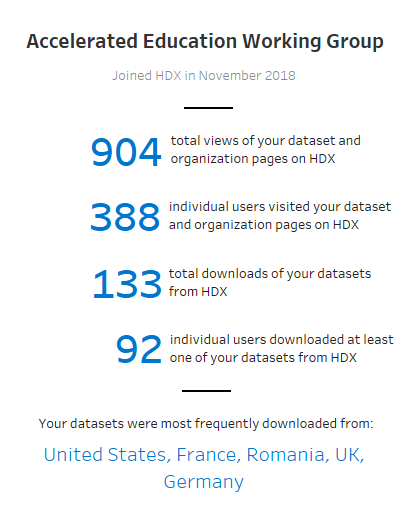 Accelerated Education Working Group
Joined HDX in November 2018
904 total views of your dataset and
organization pages on HDX
388 individual users visited your dataset
and organization pages on HDX
133 total downloads of your datasets
from HDX
92 individual users downloaded at least
one of your datasets from HDX
Your datasets were most frequently downloaded from:
United States, France, Romania, UK,
Germany